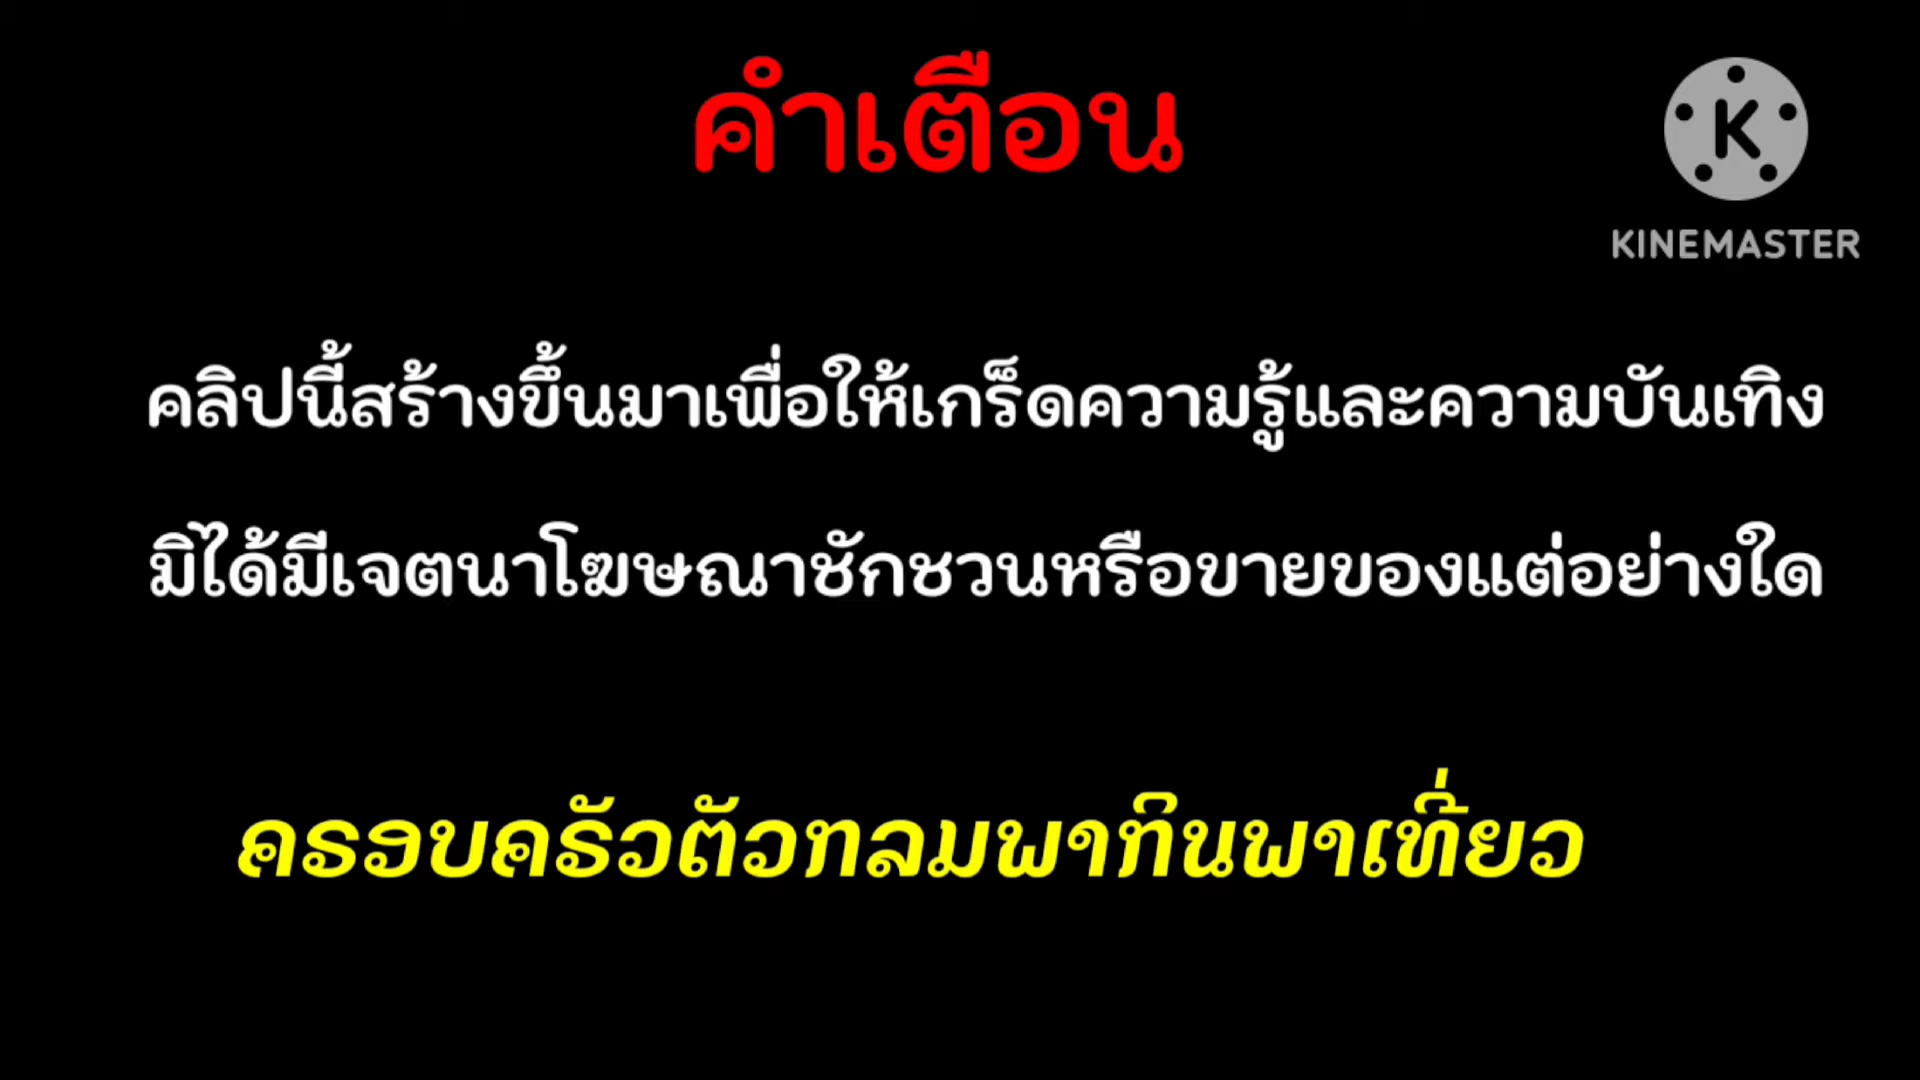 คำเตือน
KINEMASTER
คลิปนี้สร้างขึ้นมาเพื่อให้เกร็ดความรู้และความบันเทิง
มิได้มีเจตนาโฆษณาชักชวนหรือขายของแต่อย่างใด
ครอบครัวตัวกลมพากินพาเที่ยว